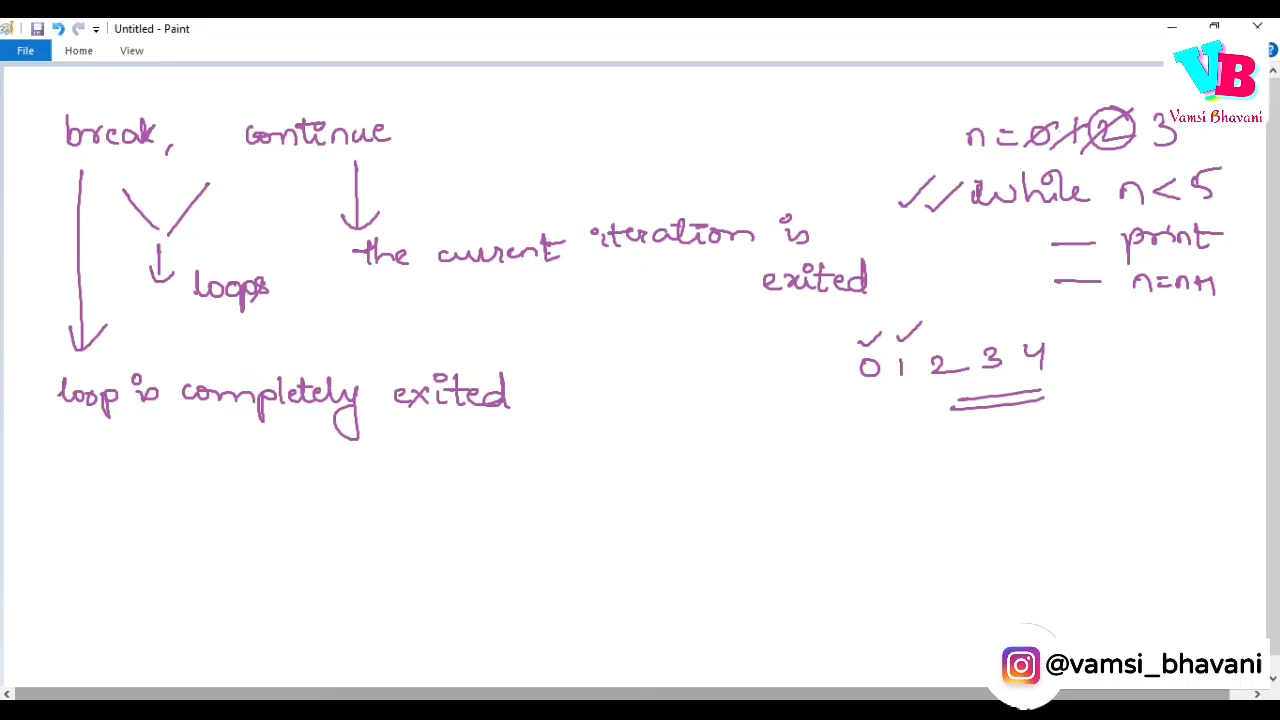 Untitled - Paint
File Home View
VB
Vamsi Bhavani
break, continue
n = 0 1 2 3
while n < 5
the current iteration is
exited
— print
— n=n+1
loops
0 1 2 3 4
loop is completely exited
@vamsi_bhavani